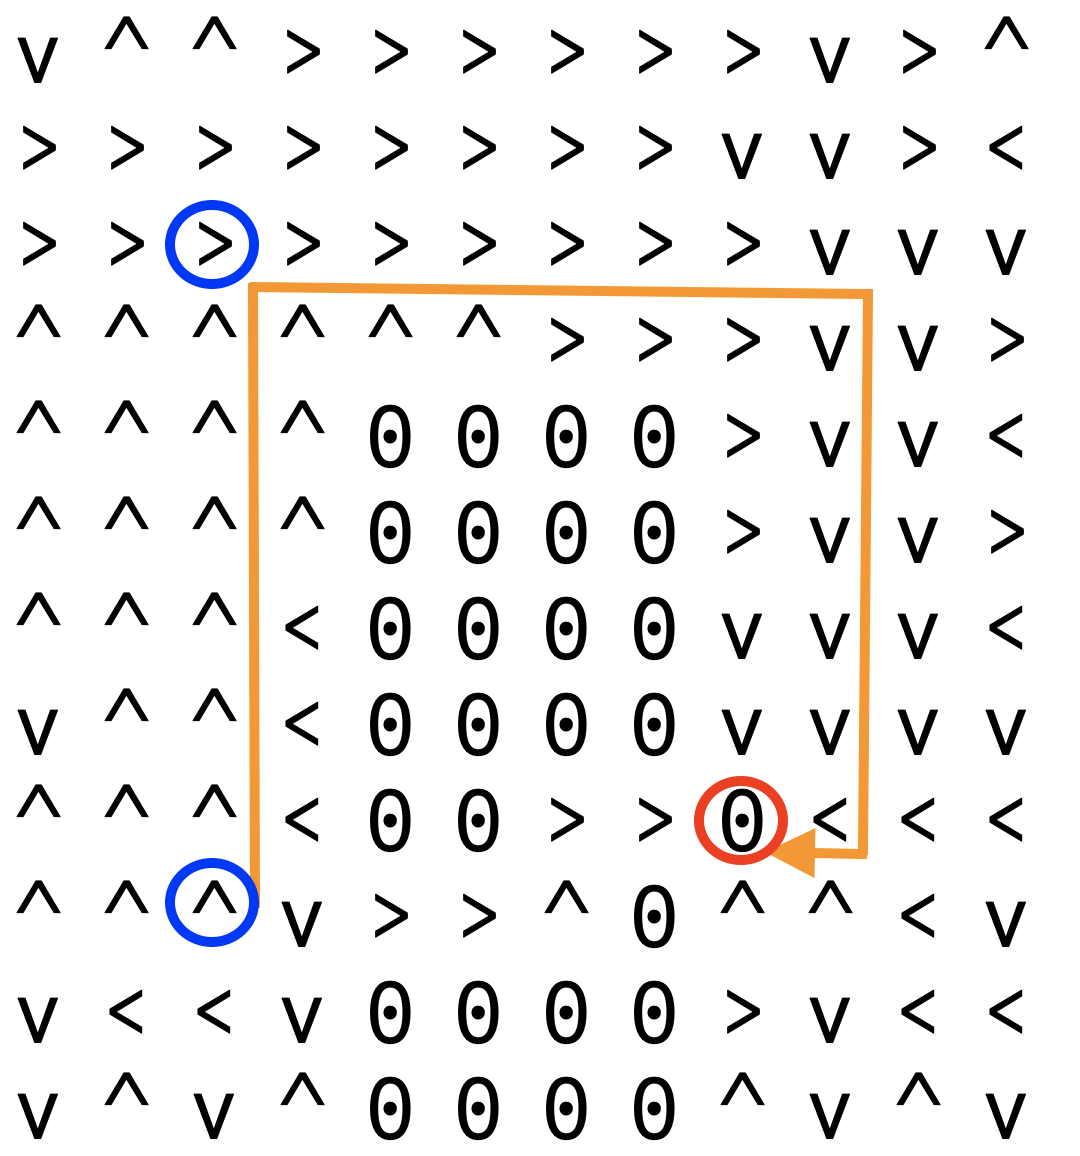 v ^ ^ > > > > > > v > ^
> > > > > > > > v v > <
> > > > > > > > > v v v
^ ^ ^ ^ ^ ^ > > > v v >
^ ^ ^ ^ 0 0 0 0 > v v <
^ ^ ^ ^ 0 0 0 0 > v v >
^ ^ ^ < 0 0 0 0 v v v <
v ^ ^ < 0 0 0 0 v v v v
^ ^ ^ < 0 0 > > 0 < < <
^ ^ ^ v > > ^ 0 ^ ^ < v
v < < v 0 0 0 0 > v < <
v ^ v ^ 0 0 0 0 ^ v ^ v